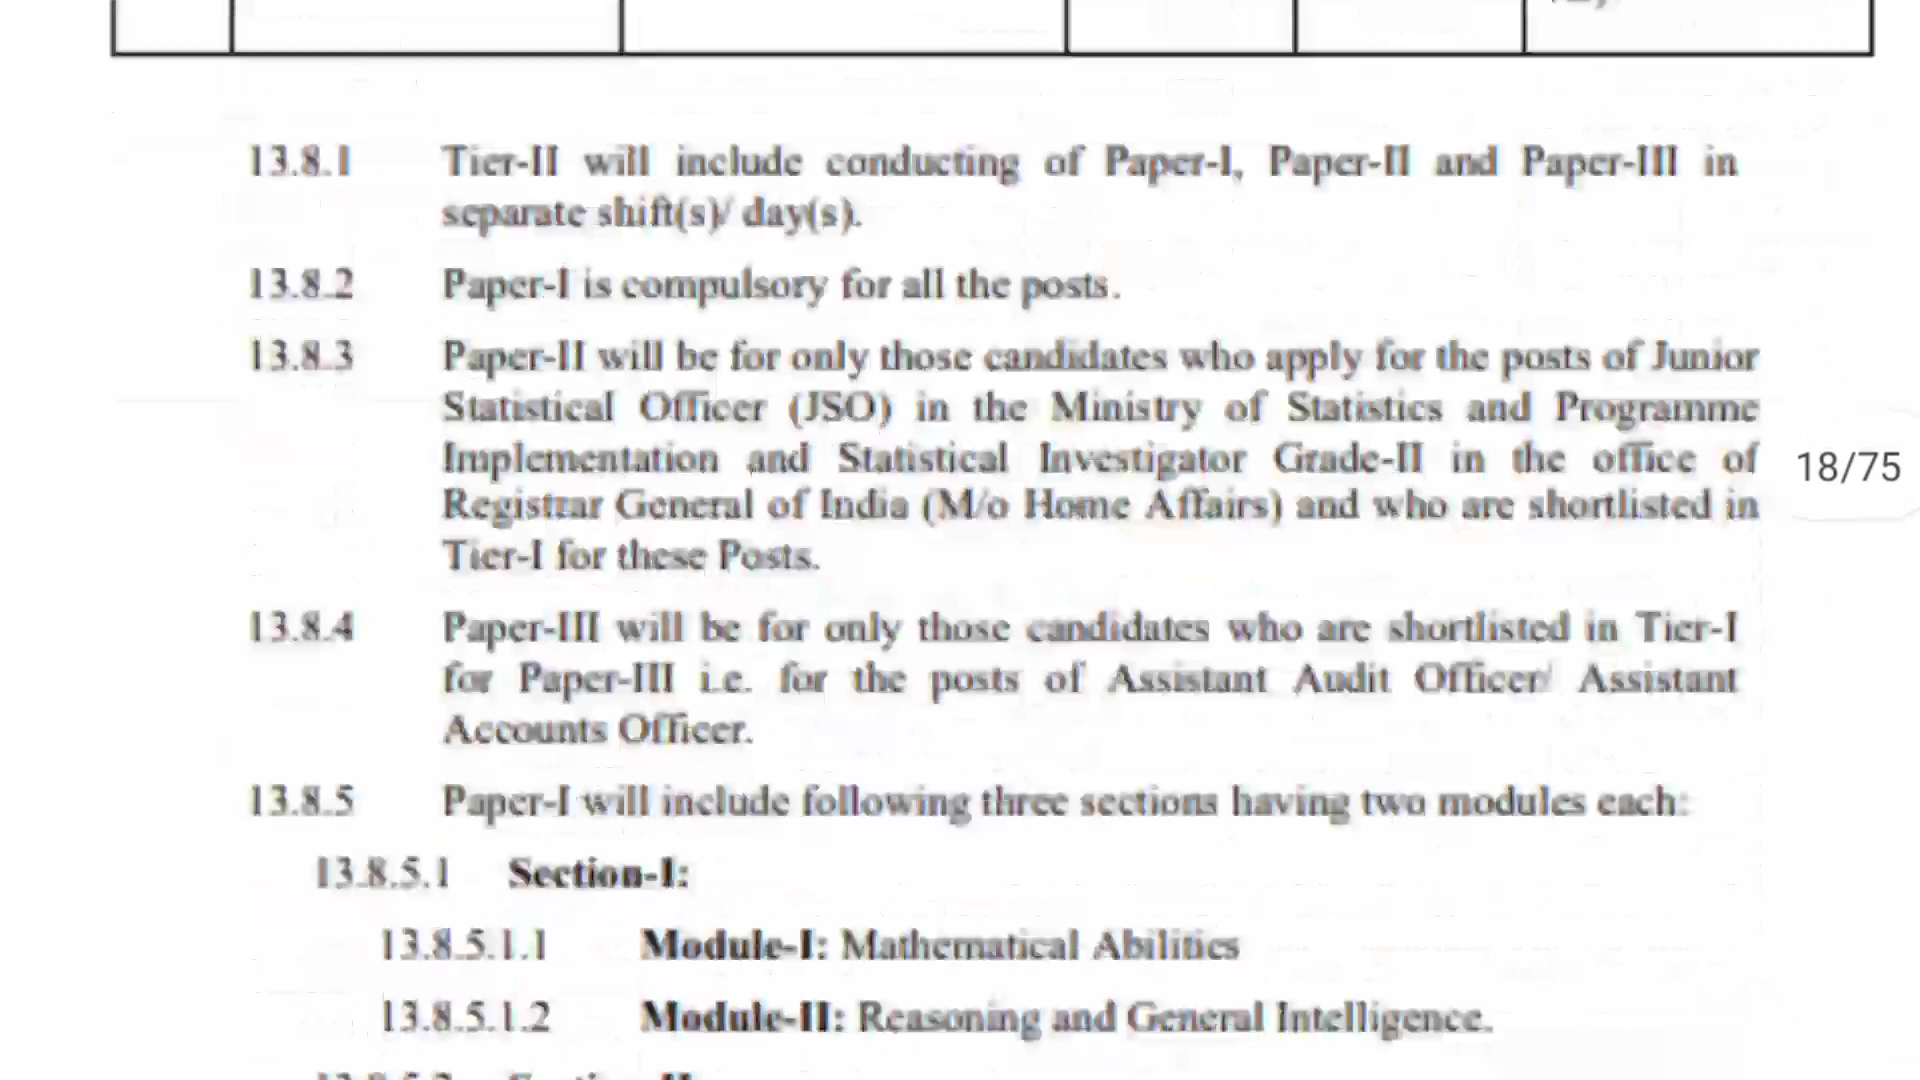 13.8.1 Tier-II will include conducting of Paper-I, Paper-II and Paper-III in
separate shift(s)/ day(s).
13.8.2 Paper-I is compulsory for all the posts.
13.8.3 Paper-II will be for only those candidates who apply for the posts of Junior
Statistical Officer (JSO) in the Ministry of Statistics and Programme
Implementation and Statistical Investigator Grade-II in the office of
Registrar General of India (M/o Home Affairs) and who are shortlisted in
Tier-I for these Posts.
18/75
13.8.4 Paper-III will be for only those candidates who are shortlisted in Tier-I
for Paper-III i.e. for the posts of Assistant Audit Officer/ Assistant
Accounts Officer.
13.8.5 Paper-I will include following three sections having two modules each:
13.8.5.1 Section-I:
13.8.5.1.1 Module-I: Mathematical Abilities
13.8.5.1.2 Module-II: Reasoning and General Intelligence.